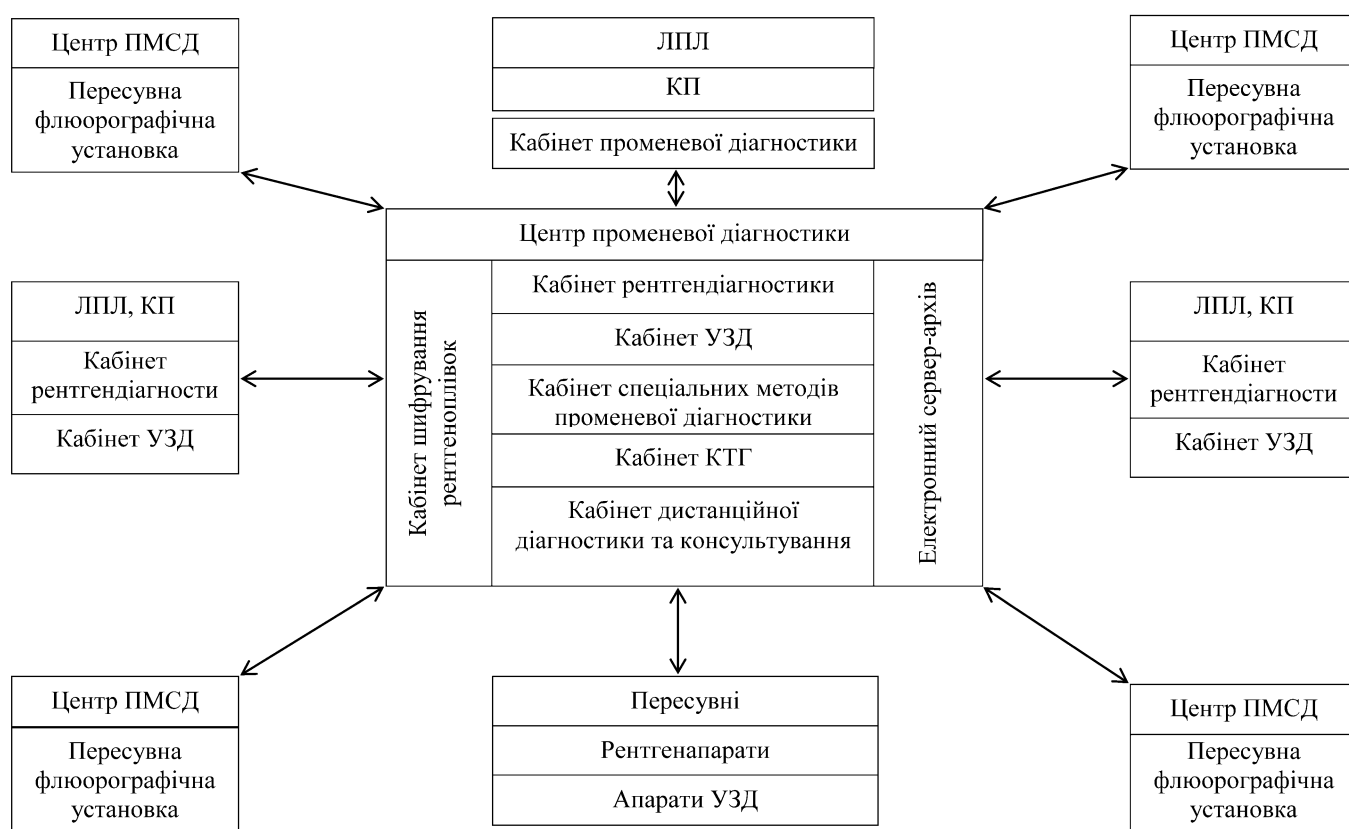 Центр ПМСД
Пересувна
флюорографічна
установка
ЛПЛ
КП
Кабінет променевої діагностики
Центр ПМСД
Пересувна
флюорографічна
установка
Центр променевої діагностики
ЛПЛ, КП
Кабінет
рентгендіагности
Кабінет УЗД
Кабінет шифрування
рентгеноплівок
Кабінет рентгендіагностики
Кабінет УЗД
Кабінет спеціальних методів
променевої діагностики
Кабінет КТГ
Кабінет дистанційної
діагностики та консультування
Електронний сервер-архів
ЛПЛ, КП
Кабінет
рентгендіагности
Кабінет УЗД
Центр ПМСД
Пересувна
флюорографічна
установка
Пересувні
Рентгенапарати
Апарати УЗД
Центр ПМСД
Пересувна
флюорографічна
установка